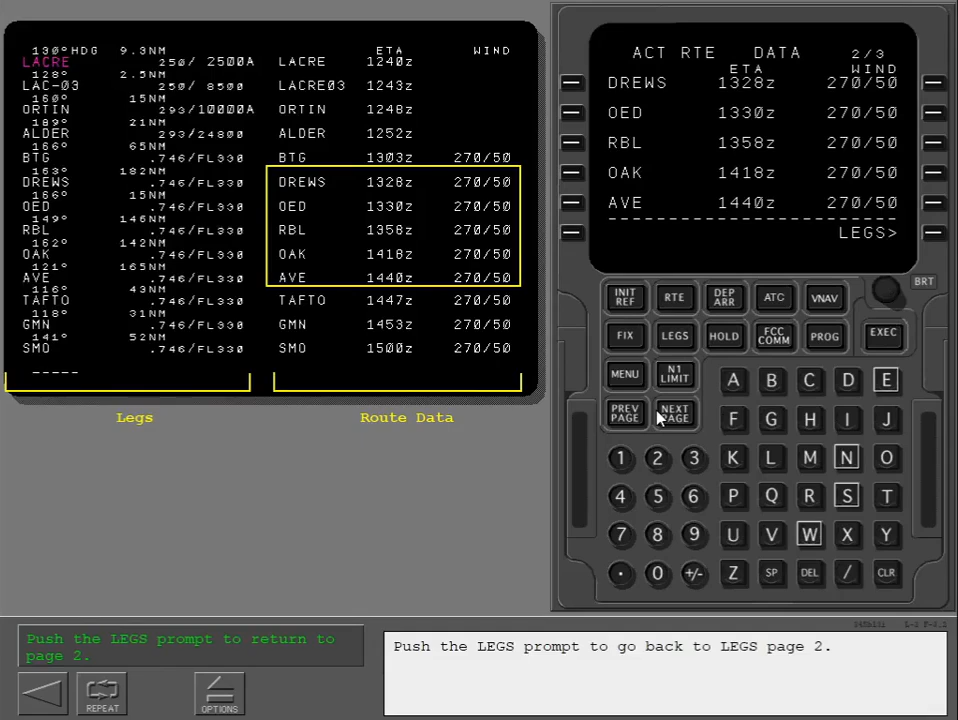 130°HDG 9.3NM ETA WIND
LACRE 250/ 2500A LACRE 1240z
128° 2.5NM
LAC-03 250/ 8500 LACRE03 1243z
160° 15NM
ORTIN 293/10000A ORTIN 1248z
189° 21NM
ALDER 293/24800 ALDER 1252z
166° 65NM
BTG .746/FL330 BTG 1303z 270/50
163° 182NM
DREWS .746/FL330 DREWS 1328z 270/50
166° 15NM
OED .746/FL330 OED 1330z 270/50
149° 146NM
RBL .746/FL330 RBL 1358z 270/50
162° 142NM
OAK .746/FL330 OAK 1418z 270/50
121° 165NM
AVE .746/FL330 AVE 1440z 270/50
116° 43NM
TAFTO .746/FL330 TAFTO 1447z 270/50
118° 31NM
GMN .746/FL330 GMN 1453z 270/50
141° 52NM
SMO .746/FL330 SMO 1500z 270/50
-----
Legs Route Data
ACT RTE DATA 2/3
ETA WIND
DREWS 1328z 270/50
OED 1330z 270/50
RBL 1358z 270/50
OAK 1418z 270/50
AVE 1440z 270/50
------------------------
LEGS>
BRT
INIT REF RTE DEP ARR ATC VNAV
FIX LEGS HOLD FCC COMM PROG EXEC
MENU N1 LIMIT
PREV PAGE NEXT PAGE
A B C D E
F G H I J
1 2 3 K L M N O
4 5 6 P Q R S T
7 8 9 U V W X Y
. 0 +/- Z SP DEL / CLR
Push the LEGS prompt to return to
page 2.
Push the LEGS prompt to go back to LEGS page 2.
REPEAT OPTIONS